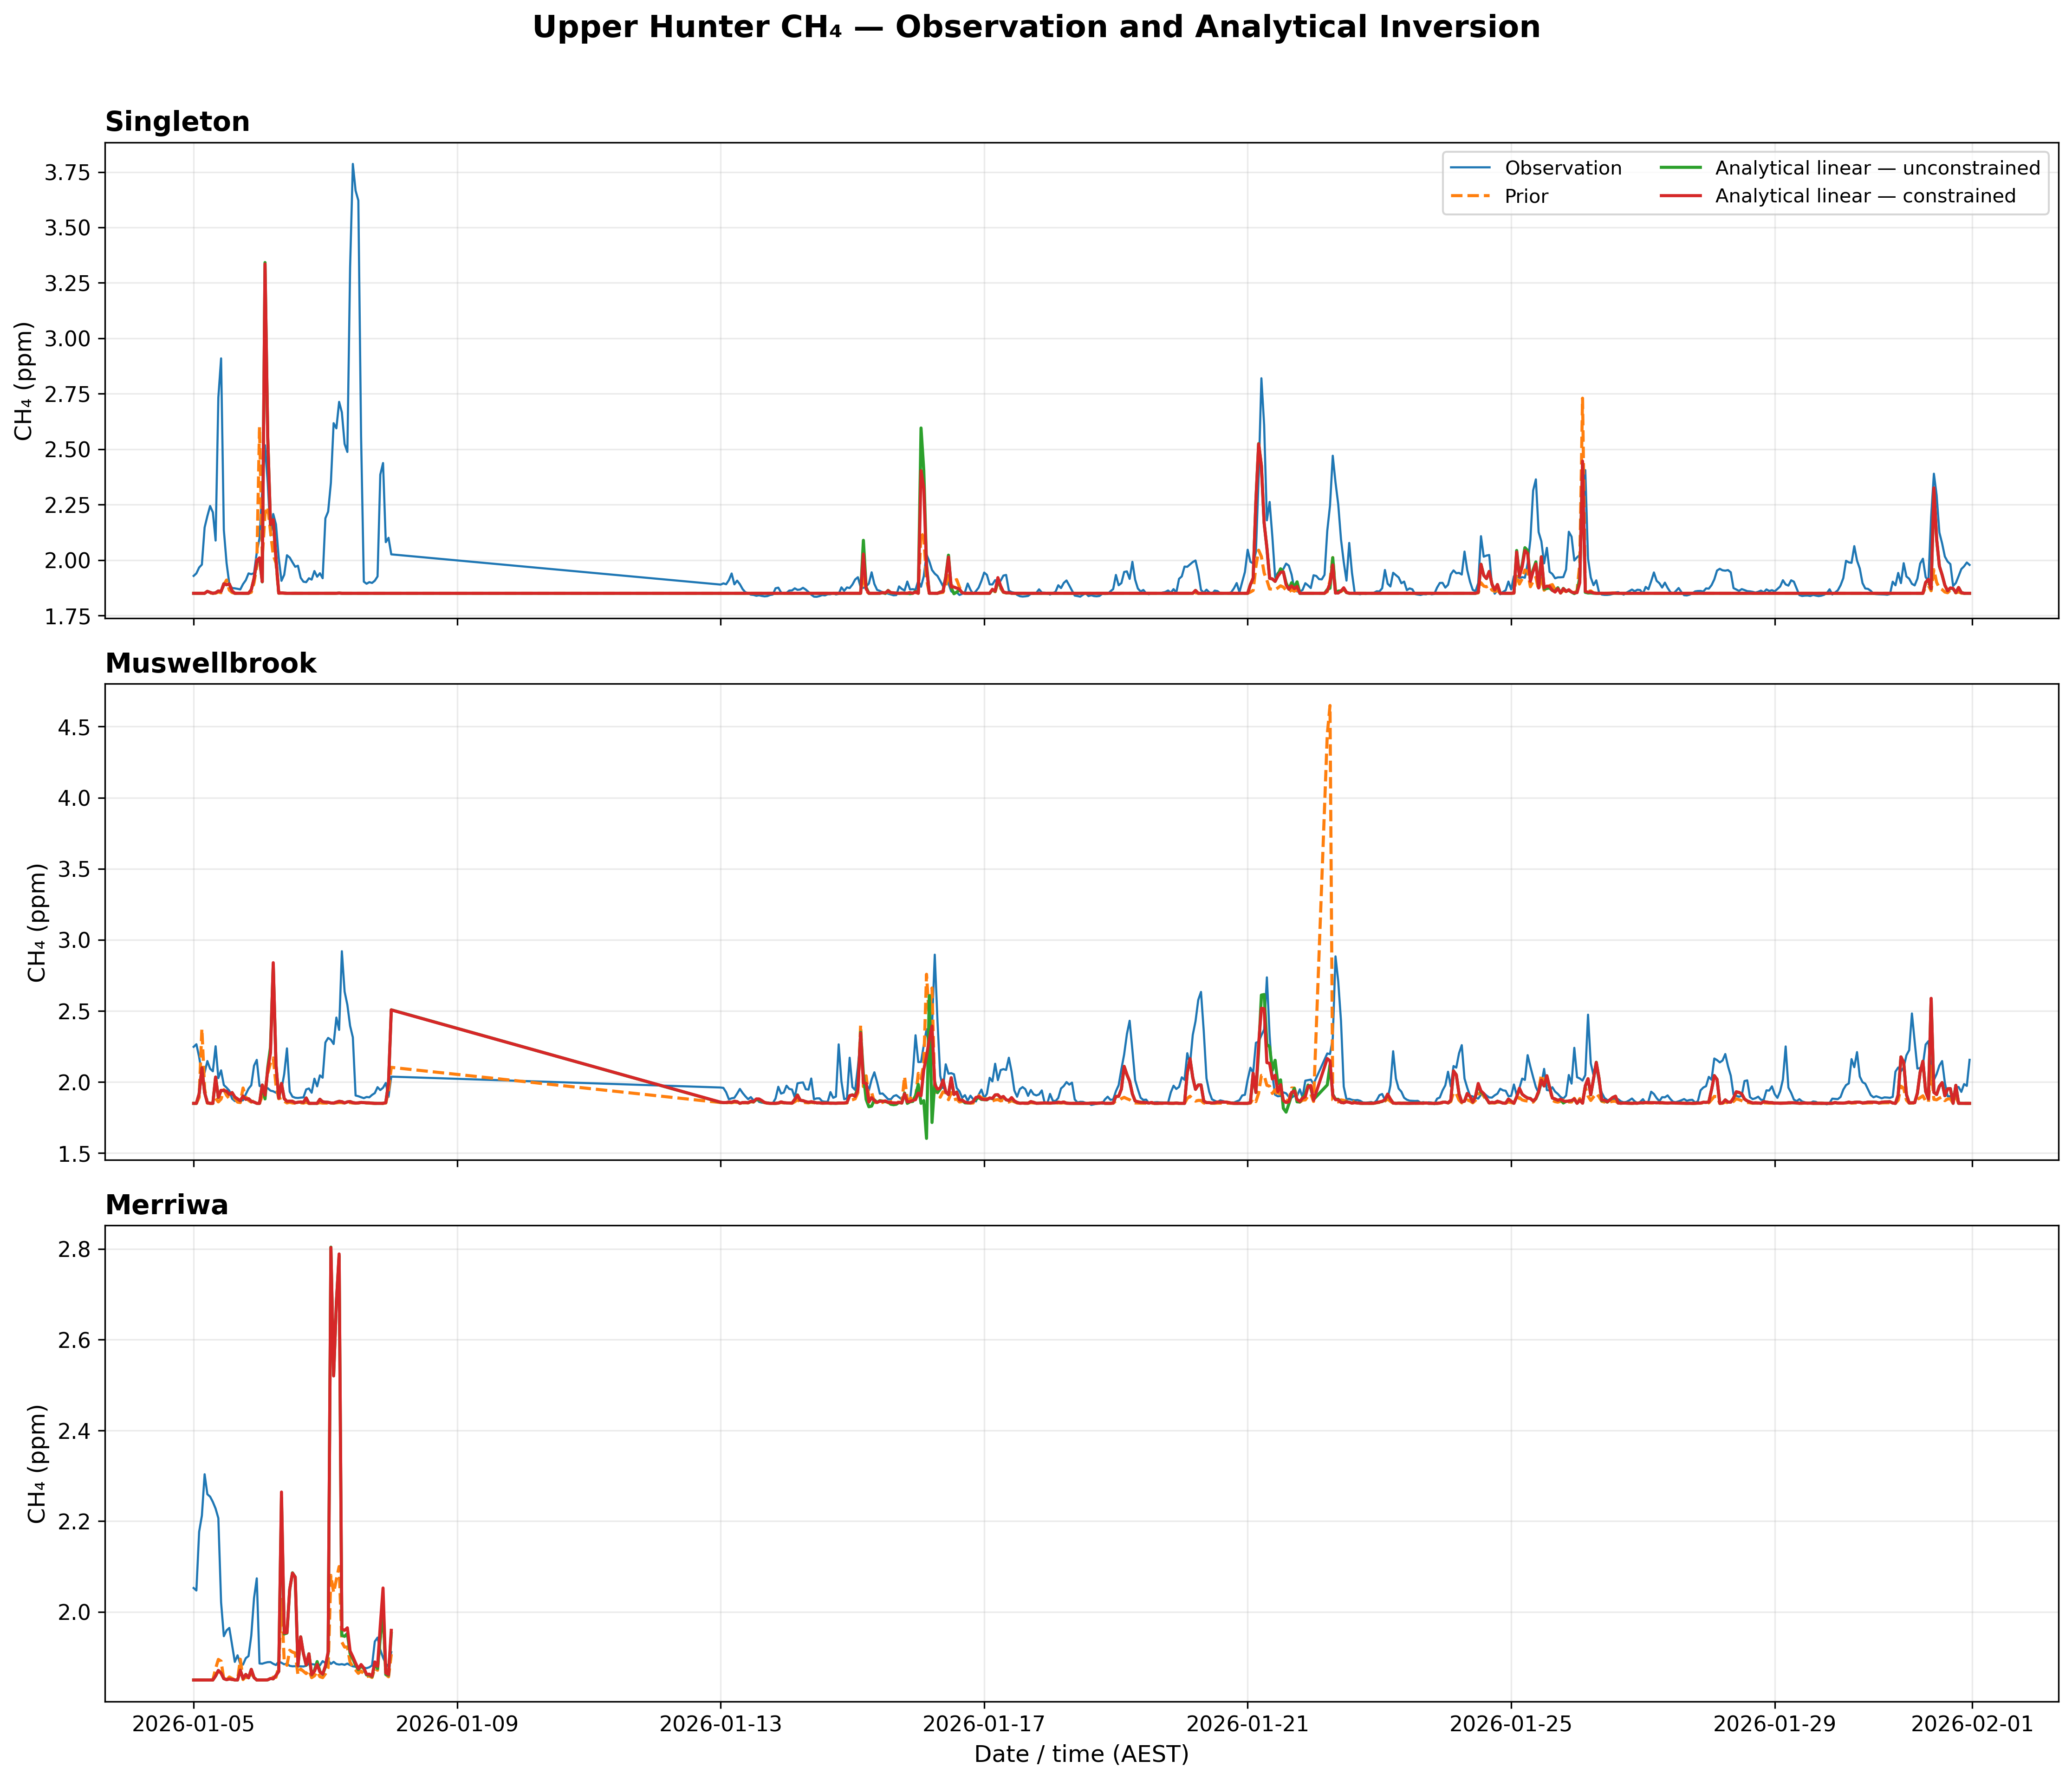 Upper Hunter CH₄ — Observation and Analytical Inversion
Singleton
Observation
Prior
Analytical linear — unconstrained
Analytical linear — constrained
CH₄ (ppm)
3.75
3.50
3.25
3.00
2.75
2.50
2.25
2.00
1.75
Muswellbrook
CH₄ (ppm)
4.5
4.0
3.5
3.0
2.5
2.0
1.5
Merriwa
CH₄ (ppm)
2.8
2.6
2.4
2.2
2.0
2026-01-05 2026-01-09 2026-01-13 2026-01-17 2026-01-21 2026-01-25 2026-01-29 2026-02-01
Date / time (AEST)